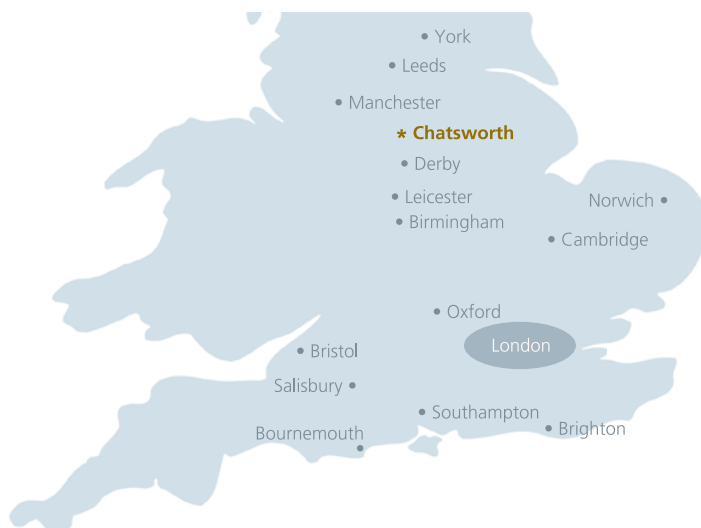 York
Leeds
Manchester
* Chatsworth
Derby
Leicester
Norwich
Birmingham
Cambridge
Oxford
London
Bristol
Salisbury
Southampton
Brighton
Bournemouth